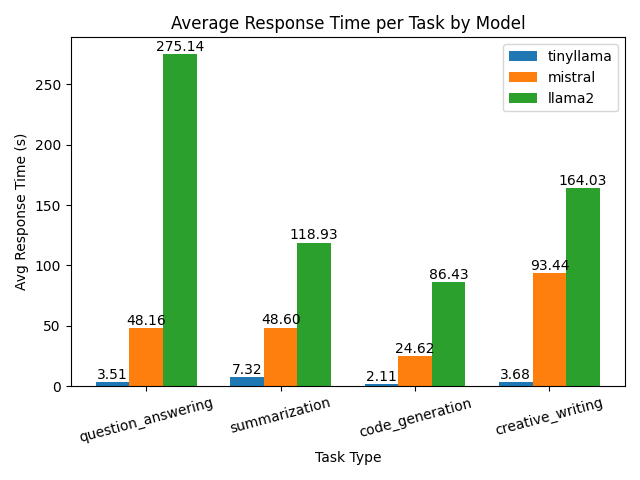 Average Response Time per Task by Model
tinyllama
mistral
llama2
Avg Response Time (s)
250
200
150
100
50
0
3.51
48.16
275.14
7.32
48.60
118.93
2.11
24.62
86.43
3.68
93.44
164.03
question_answering
summarization
code_generation
creative_writing
Task Type